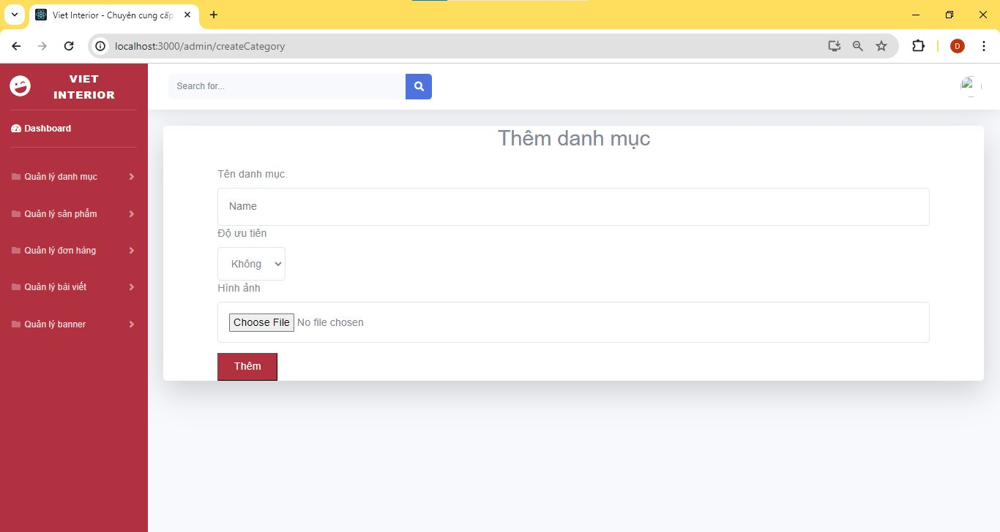 Viet Interior - Chuyên cung cấp
localhost:3000/admin/createCategory
D
VIET
INTERIOR
Search for...
Dashboard
Quản lý danh mục
Quản lý sản phẩm
Quản lý đơn hàng
Quản lý bài viết
Quản lý banner
Thêm danh mục
Tên danh mục
Name
Độ ưu tiên
Không
Hình ảnh
Choose File No file chosen
Thêm